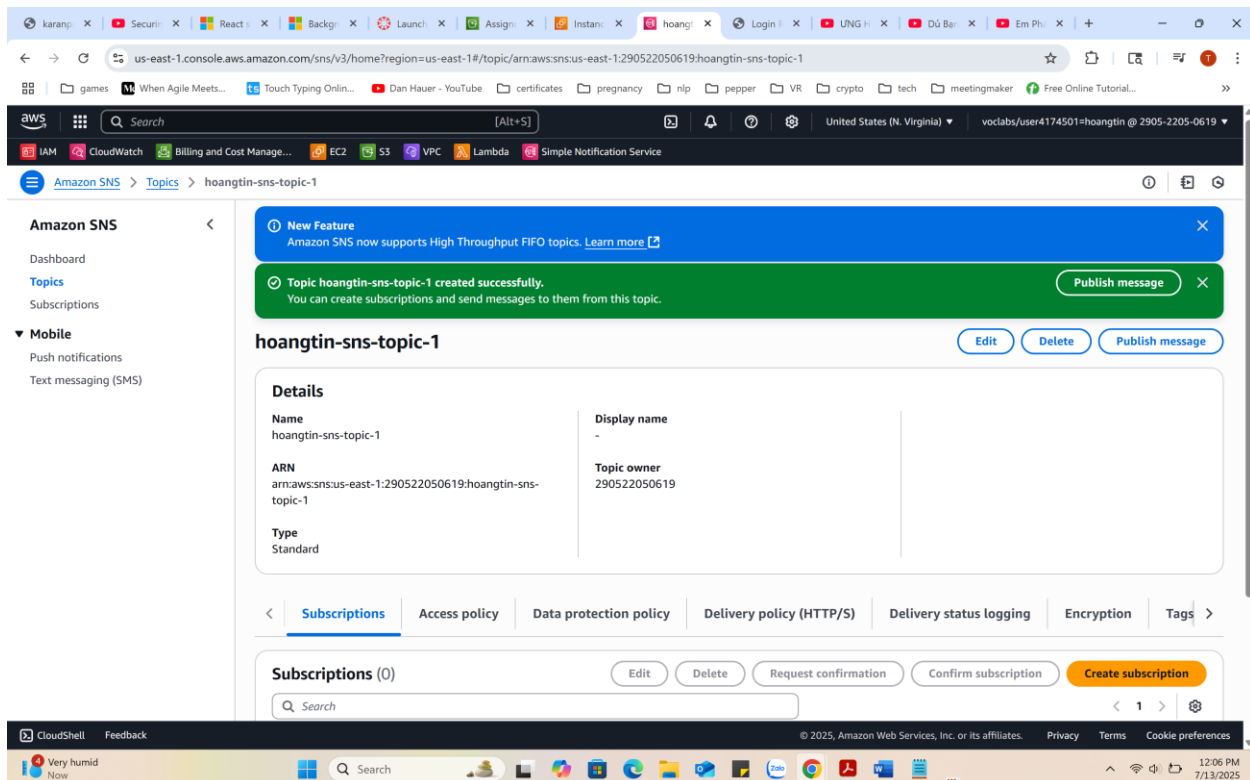 karanp
Securin
React s
Backgr
Launch
Assign
Instanc
hoangt
Login
UNG H
Dù Bạn
Em Ph
us-east-1.console.aws.amazon.com/sns/v3/home?region=us-east-1#/topic/arn:aws:sns:us-east-1:290522050619:hoangtin-sns-topic-1
T
games When Agile Meets... Touch Typing Onlin... Dan Hauer - YouTube certificates pregnancy nlp pepper VR crypto tech meetingmaker Free Online Tutorial... »
aws Search [Alt+S] United States (N. Virginia) voclabs/user4174501=hoangtin @ 2905-2205-0619
IAM CloudWatch Billing and Cost Manage... EC2 S3 VPC Lambda Simple Notification Service
Amazon SNS > Topics > hoangtin-sns-topic-1
Amazon SNS
Dashboard
Topics
Subscriptions
Mobile
Push notifications
Text messaging (SMS)
New Feature
Amazon SNS now supports High Throughput FIFO topics. Learn more
Topic hoangtin-sns-topic-1 created successfully.
You can create subscriptions and send messages to them from this topic.
Publish message
hoangtin-sns-topic-1
Edit Delete Publish message
Details
Name
hoangtin-sns-topic-1
ARN
arn:aws:sns:us-east-1:290522050619:hoangtin-sns-
topic-1
Type
Standard
Display name
-
Topic owner
290522050619
Subscriptions Access policy Data protection policy Delivery policy (HTTP/S) Delivery status logging Encryption Tags
Subscriptions (0) Edit Delete Request confirmation Confirm subscription Create subscription
Search 1
CloudShell Feedback © 2025, Amazon Web Services, Inc. or its affiliates. Privacy Terms Cookie preferences
4 Very humid
Now
Search
Zalo
12:06 PM
7/13/2025